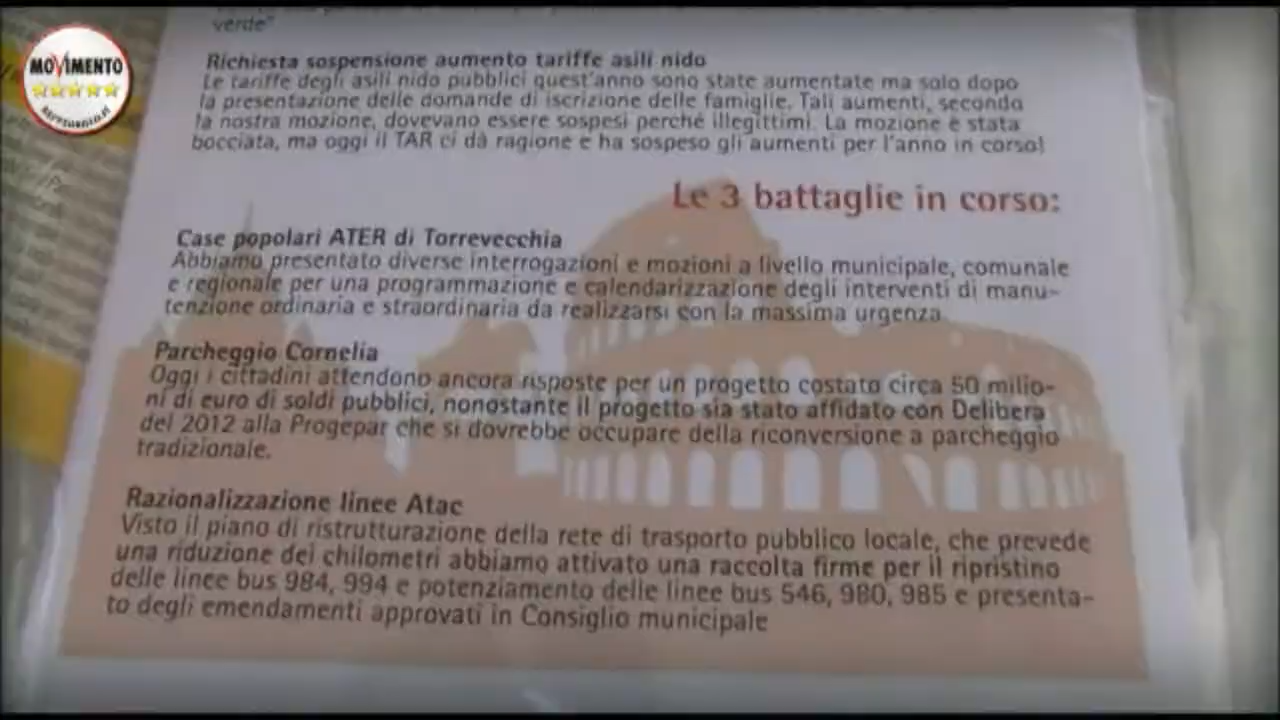 verde"
MOVIMENTO
Richiesta sospensione aumento tariffe asili nido
Le tariffe degli asili nido pubblici quest'anno sono state aumentate ma solo dopo
la presentazione delle domande di iscrizione delle famiglie. Tali aumenti, secondo
la nostra mozione, dovevano essere sospesi perché illegittimi. La mozione è stata
bocciata, ma oggi il TAR ci dà ragione e ha sospeso gli aumenti per l'anno in corso!
Le 3 battaglie in corso:
Case popolari ATER di Torrevecchia
Abbiamo presentato diverse interrogazioni e mozioni a livello municipale, comunale
e regionale per una programmazione e calendarizzazione degli interventi di manu-
tenzione ordinaria e straordinaria da realizzarsi con la massima urgenza.
Parcheggio Cornelia
Oggi i cittadini attendono ancora risposte per un progetto costato circa 50 milio-
ni di euro di soldi pubblici, nonostante il progetto sia stato affidato con Delibera
del 2012 alla Progepar che si dovrebbe occupare della riconversione a parcheggio
tradizionale.
Razionalizzazione linee Atac
Visto il piano di ristrutturazione della rete di trasporto pubblico locale, che prevede
una riduzione dei chilometri abbiamo attivato una raccolta firme per il ripristino
delle linee bus 984, 994 e potenziamento delle linee bus 546, 980, 985 e presenta-
to degli emendamenti approvati in Consiglio municipale